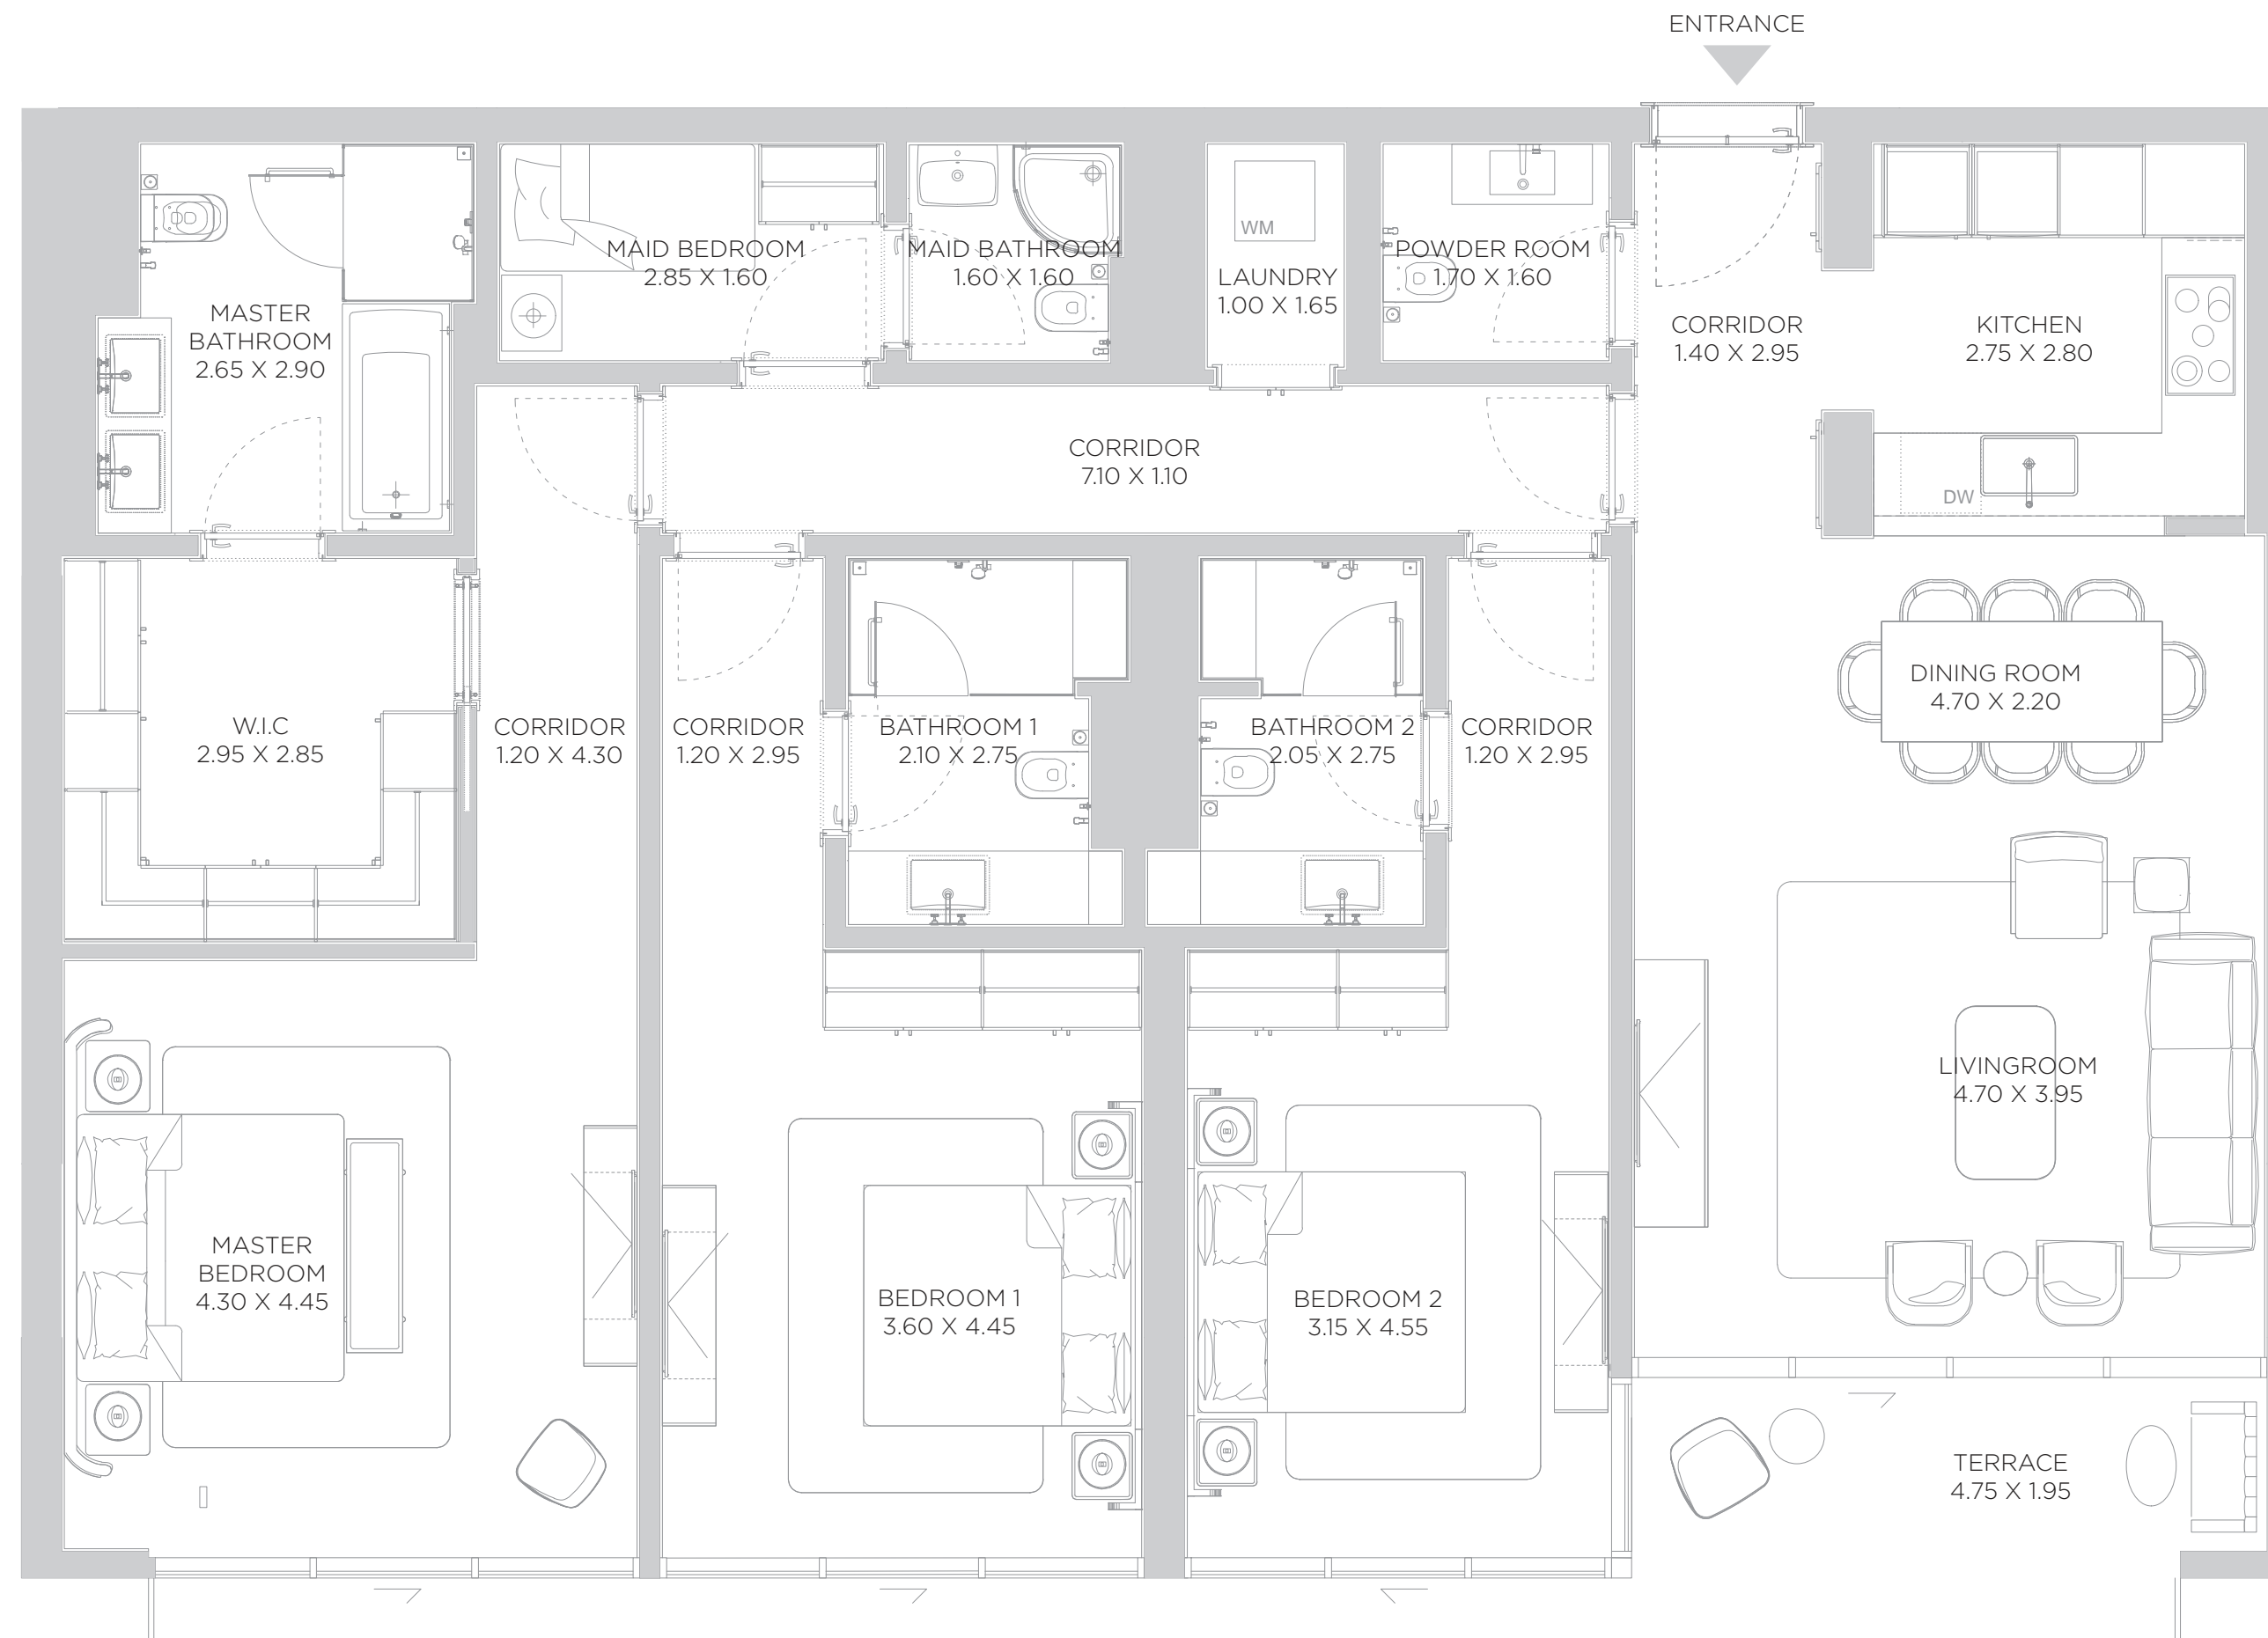 ENTRANCE
MAID BEDROOM
2.85 X 1.60
MAID BATHROOM
1.60 X 1.60
WM
LAUNDRY
1.00 X 1.65
POWDER ROOM
1.70 X 1.60
MASTER
BATHROOM
2.65 X 2.90
CORRIDOR
1.40 X 2.95
KITCHEN
2.75 X 2.80
CORRIDOR
7.10 X 1.10
DW
W.I.C
2.95 X 2.85
CORRIDOR
1.20 X 4.30
CORRIDOR
1.20 X 2.95
BATHROOM 1
2.10 X 2.75
BATHROOM 2
2.05 X 2.75
CORRIDOR
1.20 X 2.95
DINING ROOM
4.70 X 2.20
LIVINGROOM
4.70 X 3.95
MASTER
BEDROOM
4.30 X 4.45
BEDROOM 1
3.60 X 4.45
BEDROOM 2
3.15 X 4.55
TERRACE
4.75 X 1.95